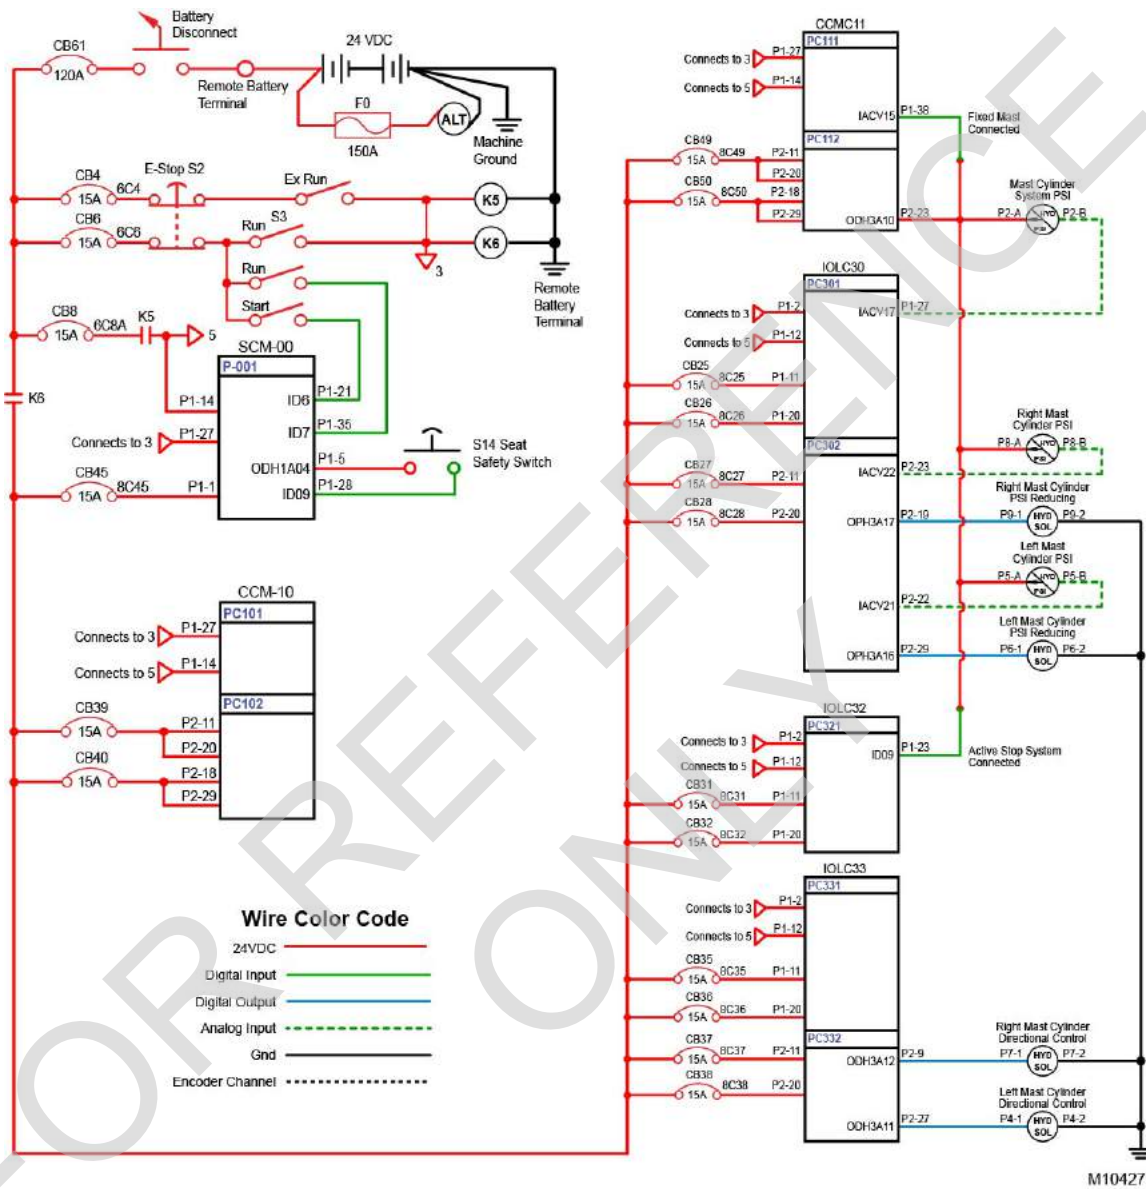 Battery
Disconnect
CB61
120A
24 VDC
Remote Battery
Terminal
F0
150A
ALT
Machine
Ground
CB4
15A
6C4
E-Stop S2
Ex Run
K5
CB6
15A
6C6
Run
S3
K6
3
Run
Start
Remote
Battery
Terminal
CB8
15A
6C8A
K5
5
K6
SCM-00
P-001
P1-14
ID6
P1-21
Connects to 3
P1-27
ID7
P1-35
ODH1A04
P1-5
S14 Seat
Safety Switch
CB45
15A
8C45
P1-1
ID09
P1-28
CCM-10
PC101
Connects to 3
P1-27
Connects to 5
P1-14
PC102
CB39
15A
P2-11
P2-20
CB40
15A
P2-18
P2-29
Wire Color Code
24VDC
Digital Input
Digital Output
Analog Input
Gnd
Encoder Channel
CCMC11
PC111
Connects to 3
P1-27
Connects to 5
P1-14
IACV15
P1-38
Fixed Mast
Connected
PC112
CB49
15A
8C49
P2-11
P2-20
CB50
15A
8C50
P2-18
P2-29
ODH3A10
P2-23
Mast Cylinder
System PSI
P2-A
HYD
PSI
P2-B
IOLC30
PC301
Connects to 3
P1-2
IACV17
P1-27
Connects to 5
P1-12
CB25
15A
8C25
P1-11
CB26
15A
8C26
P1-20
PC302
CB27
15A
8C27
P2-11
CB28
15A
8C28
P2-20
IACV22
P2-23
Right Mast
Cylinder PSI
P8-A
HYD
PSI
P8-B
OPH3A17
P2-19
Right Mast Cylinder
PSI Reducing
P9-1
HYD
SOL
P9-2
Left Mast
Cylinder PSI
P5-A
HYD
PSI
P5-B
IACV21
P2-22
OPH3A16
P2-29
Left Mast Cylinder
PSI Reducing
P6-1
HYD
SOL
P6-2
IOLC32
PC321
Connects to 3
P1-2
Connects to 5
P1-12
ID09
P1-23
Active Stop System
Connected
CB31
15A
8C31
P1-11
CB32
15A
8C32
P1-20
IOLC33
PC331
Connects to 3
P1-2
Connects to 5
P1-12
CB35
15A
8C35
P1-11
CB36
15A
8C36
P1-20
PC332
CB37
15A
8C37
P2-11
CB38
15A
8C38
P2-20
ODH3A12
P2-9
Right Mast Cylinder
Directional Control
P7-1
HYD
SOL
P7-2
ODH3A11
P2-27
Left Mast Cylinder
Directional Control
P4-1
HYD
SOL
P4-2
M10427
FOR REFERENCE
ONLY